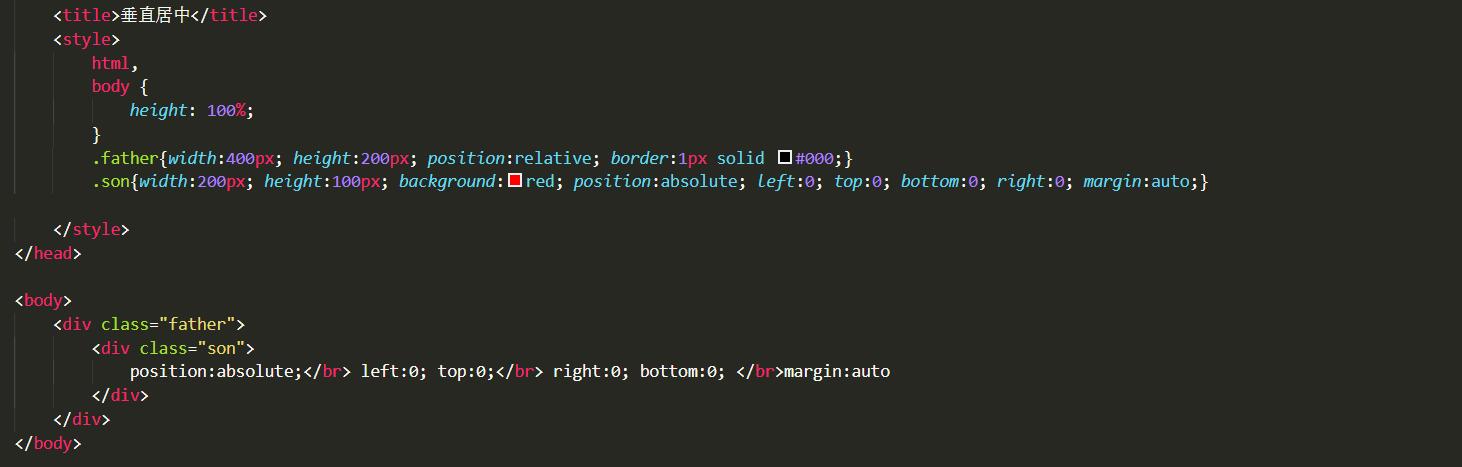 <title>垂直居中</title>
<style>
html,
body {
height: 100%;
}
.father{width:400px; height:200px; position:relative; border:1px solid #000;}
.son{width:200px; height:100px; background:red; position:absolute; left:0; top:0; bottom:0; right:0; margin:auto;}
</style>
</head>
<body>
<div class="father">
<div class="son">
position:absolute;</br> left:0; top:0;</br> right:0; bottom:0; </br>margin:auto
</div>
</div>
</body>